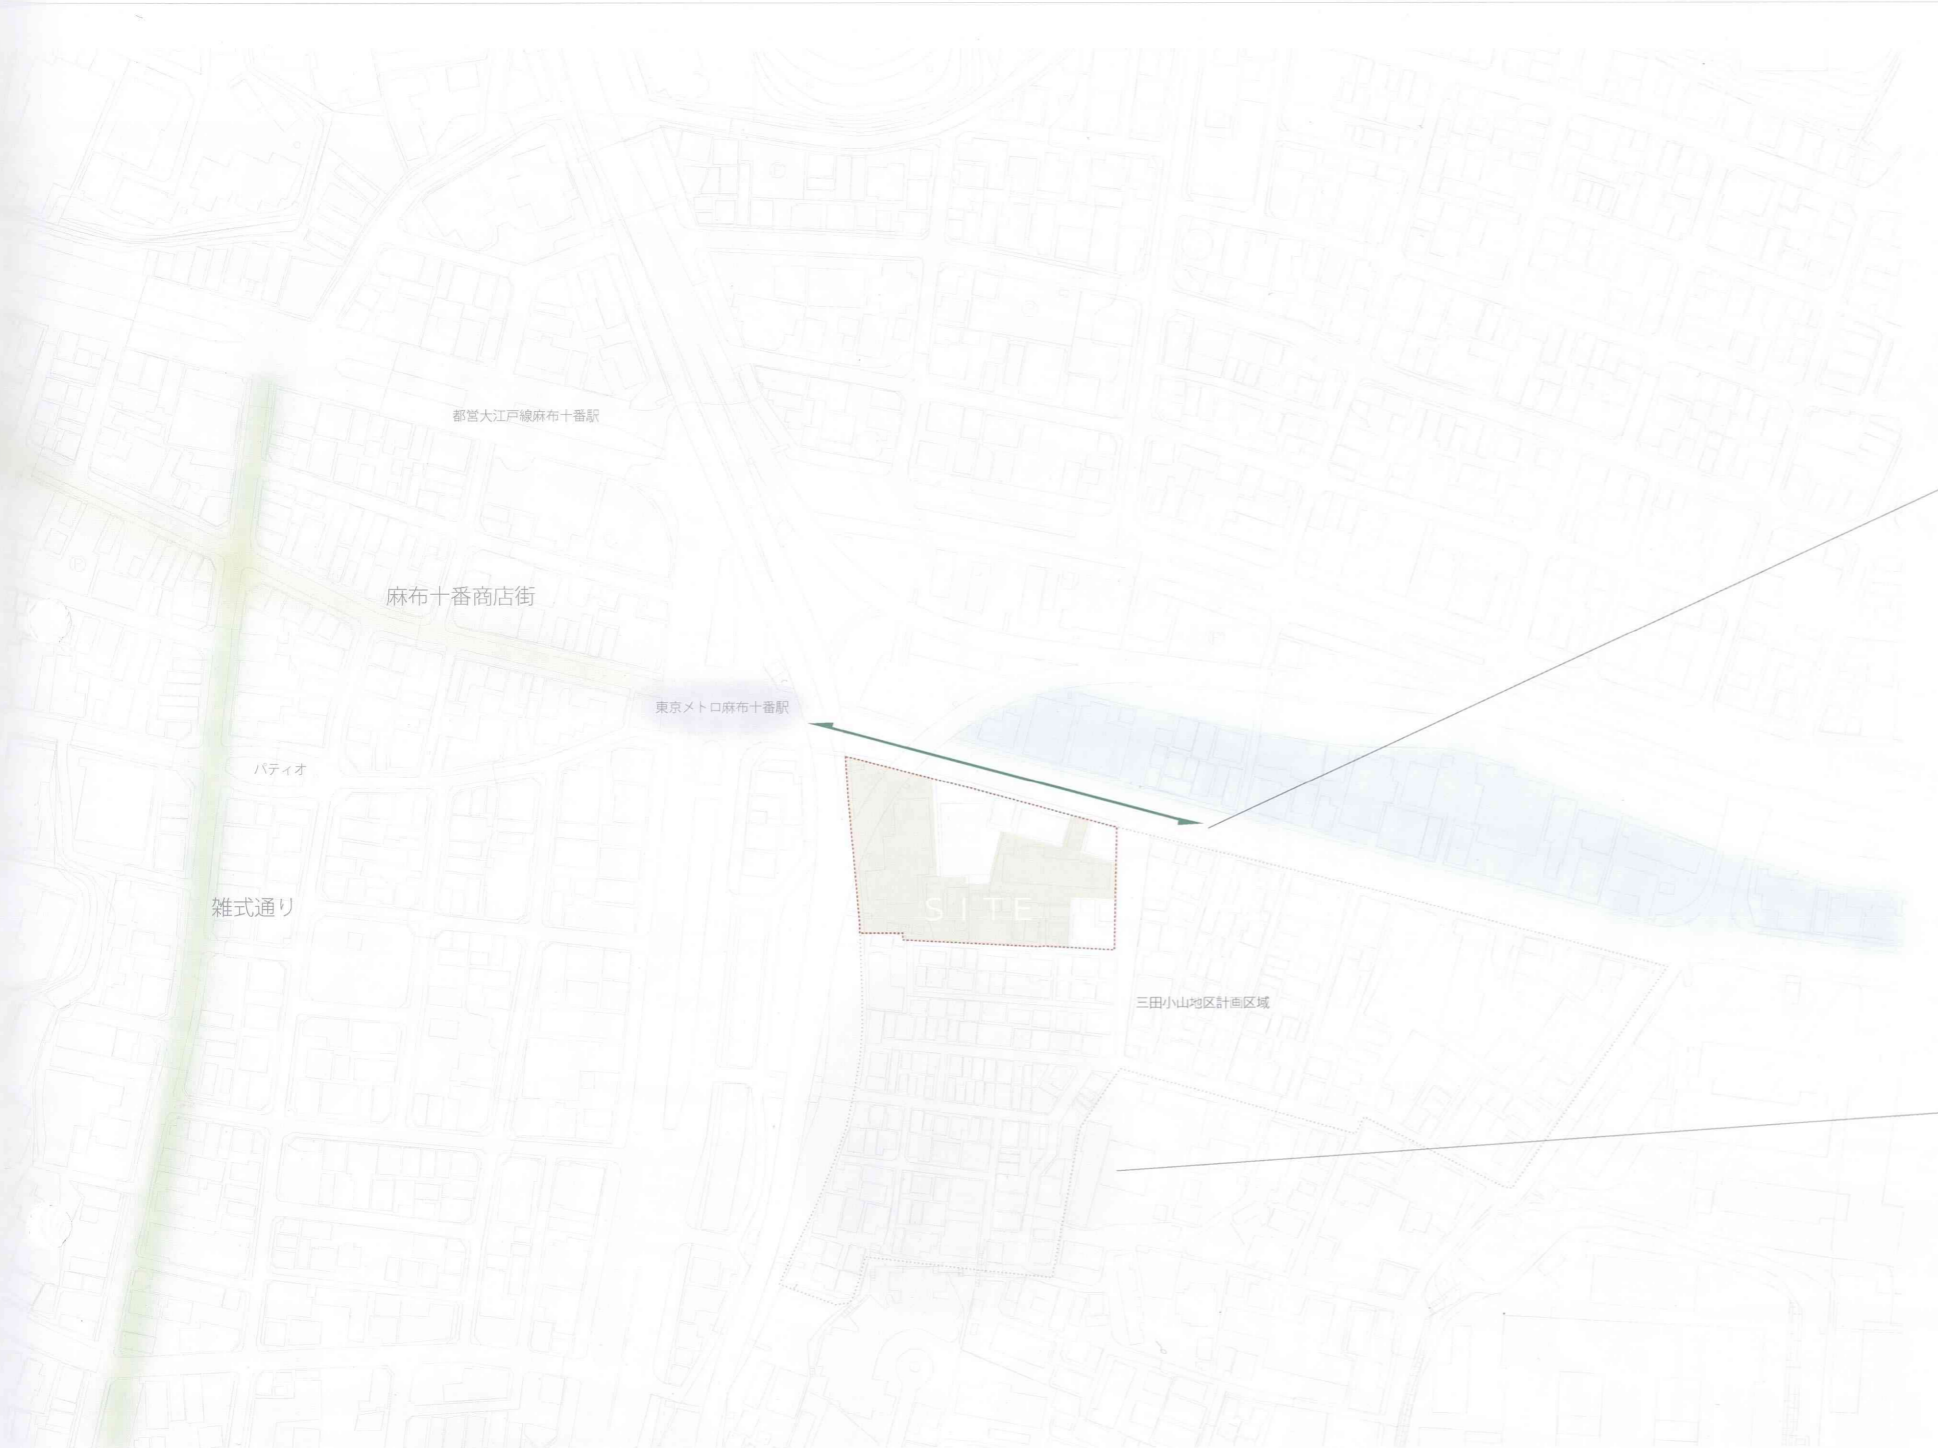 都営大江戸線麻布十番駅
麻布十番商店街
東京メトロ麻布十番駅
パティオ
雑式通り
SITE
三田小山地区計画区域